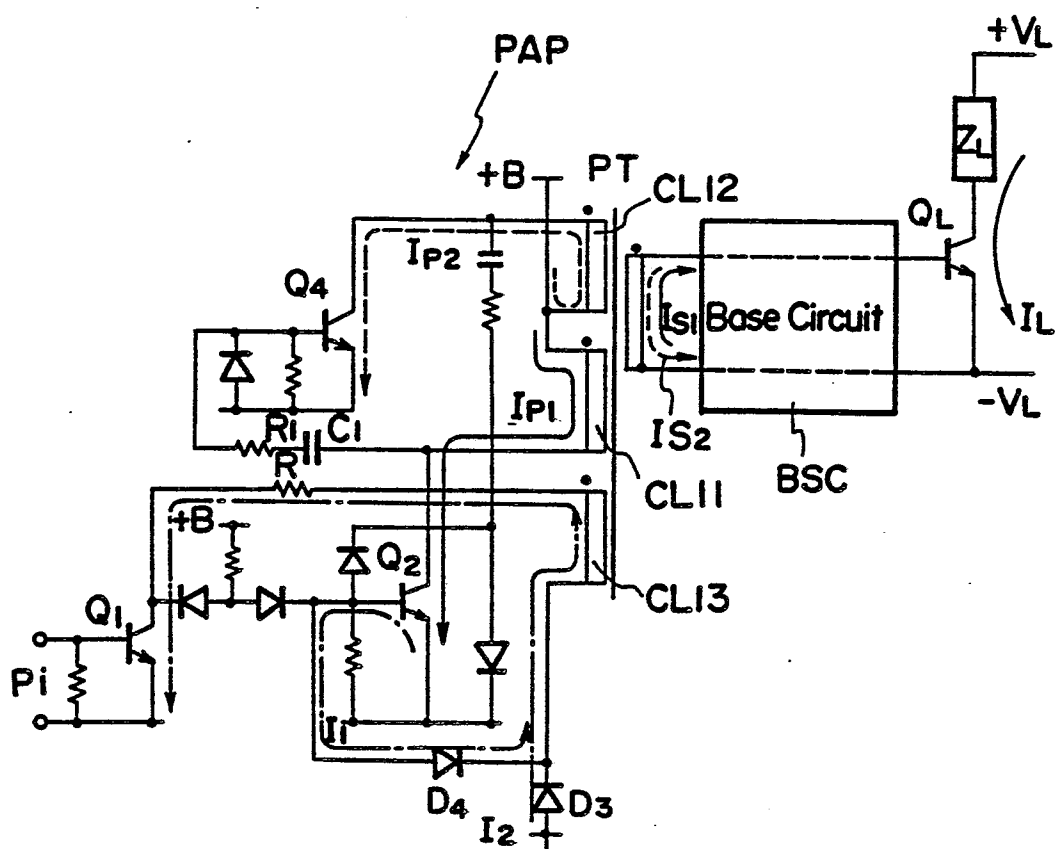 PAP
+VL
ZL
+B
PT
CL12
QL
IP2
Q4
IS1
Base Circuit
IL
IP1
-VL
R1
C1
IS2
BSC
R
CL11
+B
Q2
CL13
Q1
Pi
I1
D4
D3
I2